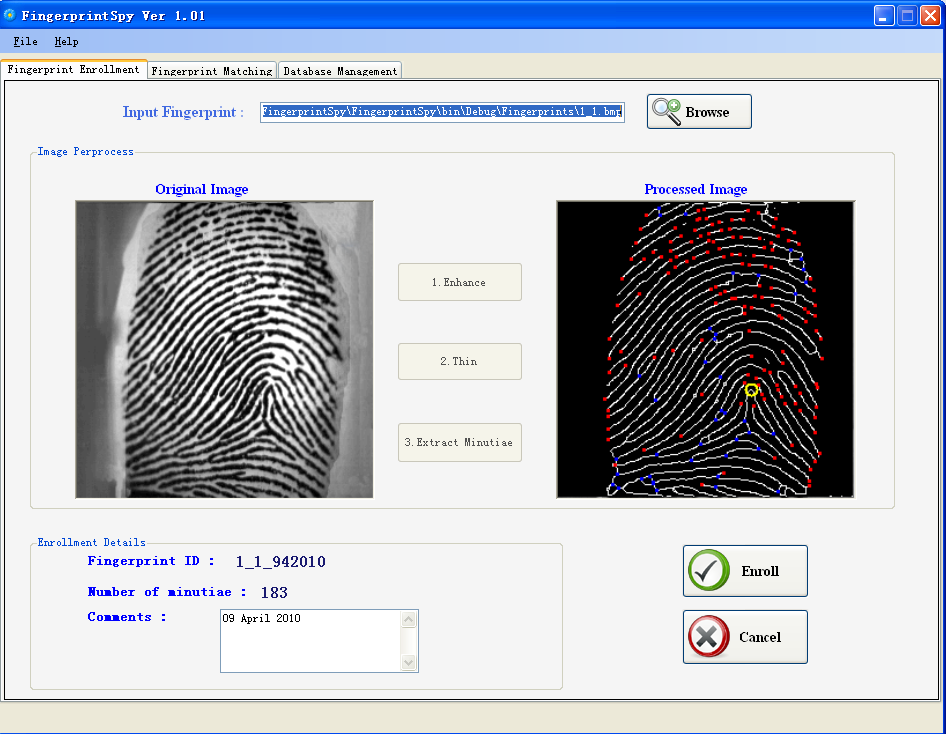 FingerprintSpy Ver 1.01
File Help
Fingerprint Enrollment Fingerprint Matching Database Management
Input Fingerprint : FingerprintSpy\FingerprintSpy\bin\Debug\Fingerprints\1_1.bmp Browse
Image Perprocess
Original Image Processed Image
1.Enhance
2.Thin
3.Extract Minutiae
Enrollment Details
Fingerprint ID : 1_1_942010
Enroll
Number of minutiae : 183
Comments : 09 April 2010
Cancel